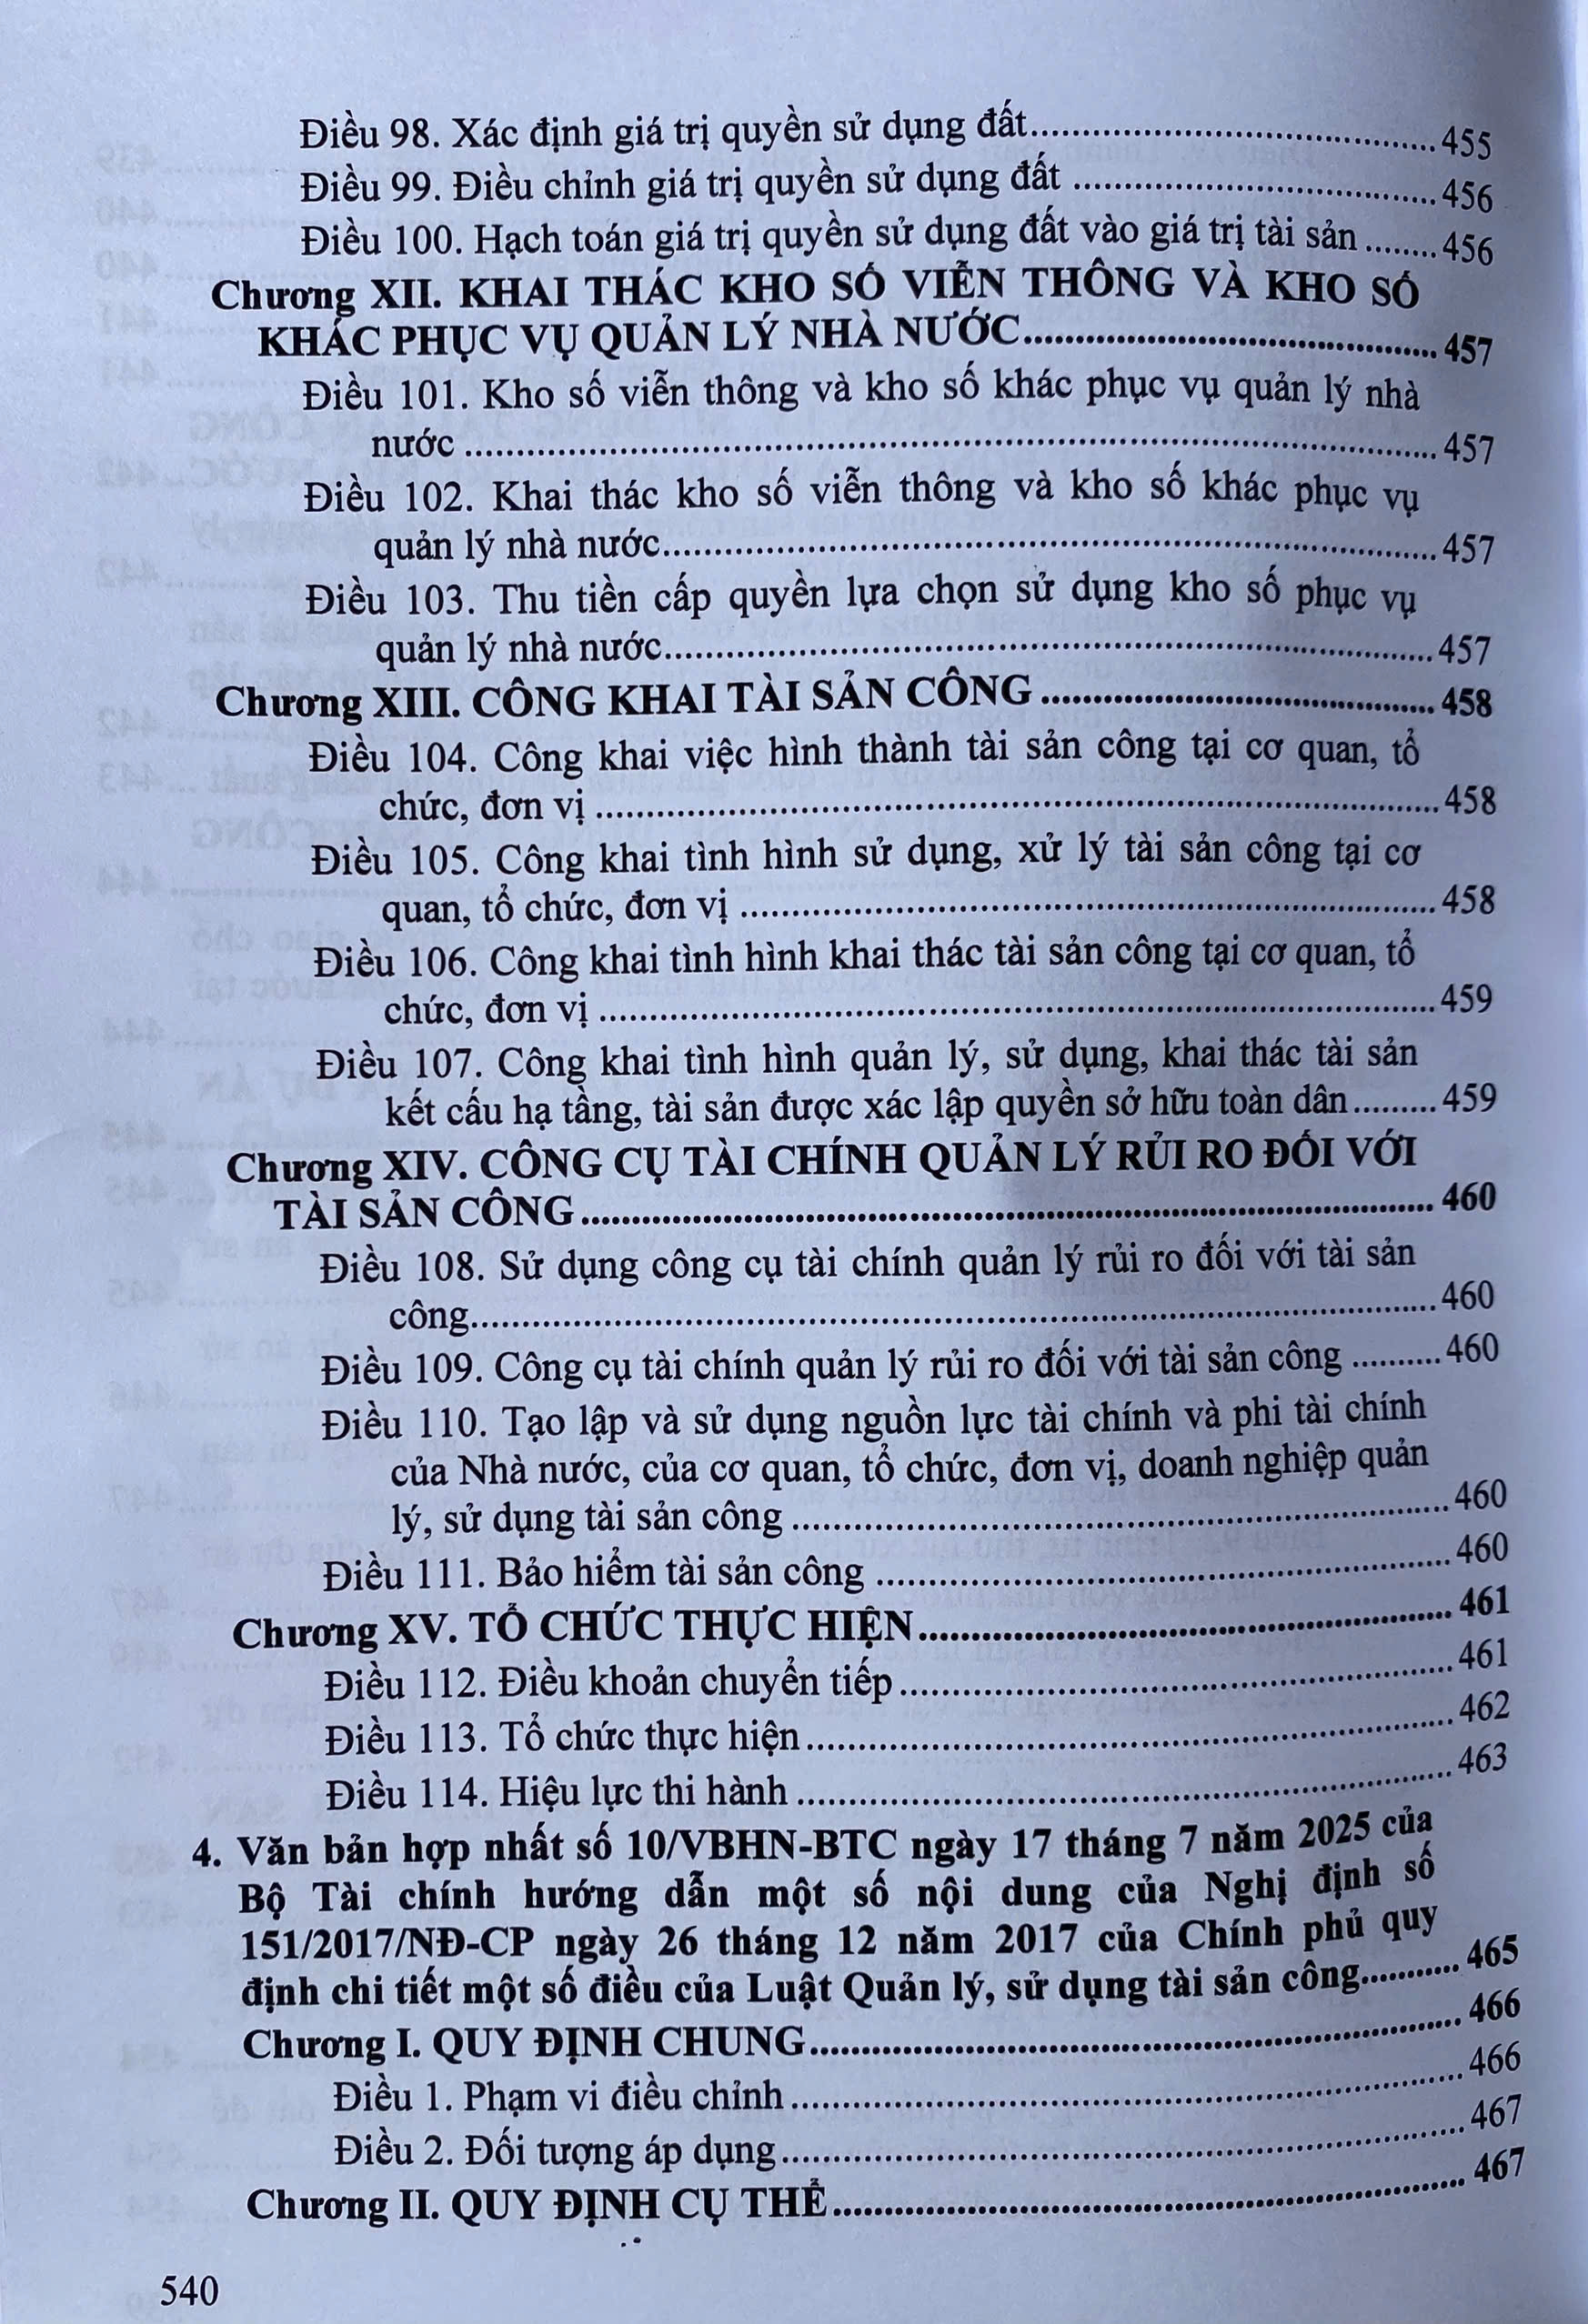 Điều 98. Xác định giá trị quyền sử dụng đất........................................455
Điều 99. Điều chỉnh giá trị quyền sử dụng đất ....................................456
Điều 100. Hạch toán giá trị quyền sử dụng đất vào giá trị tài sản ........456
Chương XII. KHAI THÁC KHO SỐ VIỄN THÔNG VÀ KHO SỐ
KHÁC PHỤC VỤ QUẢN LÝ NHÀ NƯỚC........................................457
Điều 101. Kho số viễn thông và kho số khác phục vụ quản lý nhà
nước ........................................457
Điều 102. Khai thác kho số viễn thông và kho số khác phục vụ
quản lý nhà nước........................................457
Điều 103. Thu tiền cấp quyền lựa chọn sử dụng kho số phục vụ
quản lý nhà nước........................................457
Chương XIII. CÔNG KHAI TÀI SẢN CÔNG ........................................458
Điều 104. Công khai việc hình thành tài sản công tại cơ quan, tổ
chức, đơn vị ........................................458
Điều 105. Công khai tình hình sử dụng, xử lý tài sản công tại cơ
quan, tổ chức, đơn vị ........................................458
Điều 106. Công khai tình hình khai thác tài sản công tại cơ quan, tổ
chức, đơn vị ........................................459
Điều 107. Công khai tình hình quản lý, sử dụng, khai thác tài sản
kết cấu hạ tầng, tài sản được xác lập quyền sở hữu toàn dân.........459
Chương XIV. CÔNG CỤ TÀI CHÍNH QUẢN LÝ RỦI RO ĐỐI VỚI
TÀI SẢN CÔNG ........................................460
Điều 108. Sử dụng công cụ tài chính quản lý rủi ro đối với tài sản
công........................................460
Điều 109. Công cụ tài chính quản lý rủi ro đối với tài sản công ..........460
Điều 110. Tạo lập và sử dụng nguồn lực tài chính và phi tài chính
của Nhà nước, của cơ quan, tổ chức, đơn vị, doanh nghiệp quản
lý, sử dụng tài sản công ........................................460
Điều 111. Bảo hiểm tài sản công ........................................460
Chương XV. TỔ CHỨC THỰC HIỆN........................................461
Điều 112. Điều khoản chuyển tiếp ........................................461
Điều 113. Tổ chức thực hiện ........................................462
Điều 114. Hiệu lực thi hành ........................................463
4. Văn bản hợp nhất số 10/VBHN-BTC ngày 17 tháng 7 năm 2025 của
Bộ Tài chính hướng dẫn một số nội dung của Nghị định số
151/2017/NĐ-CP ngày 26 tháng 12 năm 2017 của Chính phủ quy
định chi tiết một số điều của Luật Quản lý, sử dụng tài sản công...........465
Chương I. QUY ĐỊNH CHUNG........................................466
Điều 1. Phạm vi điều chỉnh ........................................466
Điều 2. Đối tượng áp dụng........................................467
Chương II. QUY ĐỊNH CỤ THỂ ........................................467
540